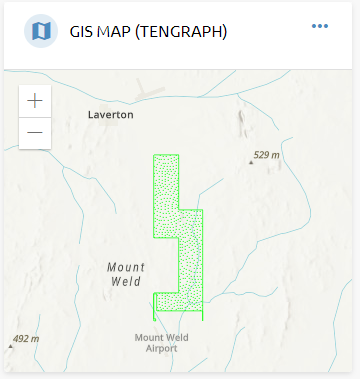 GIS MAP (TENGRAPH)
Laverton
529 m
Mount
Weld
492 m
Mount Weld
Airport